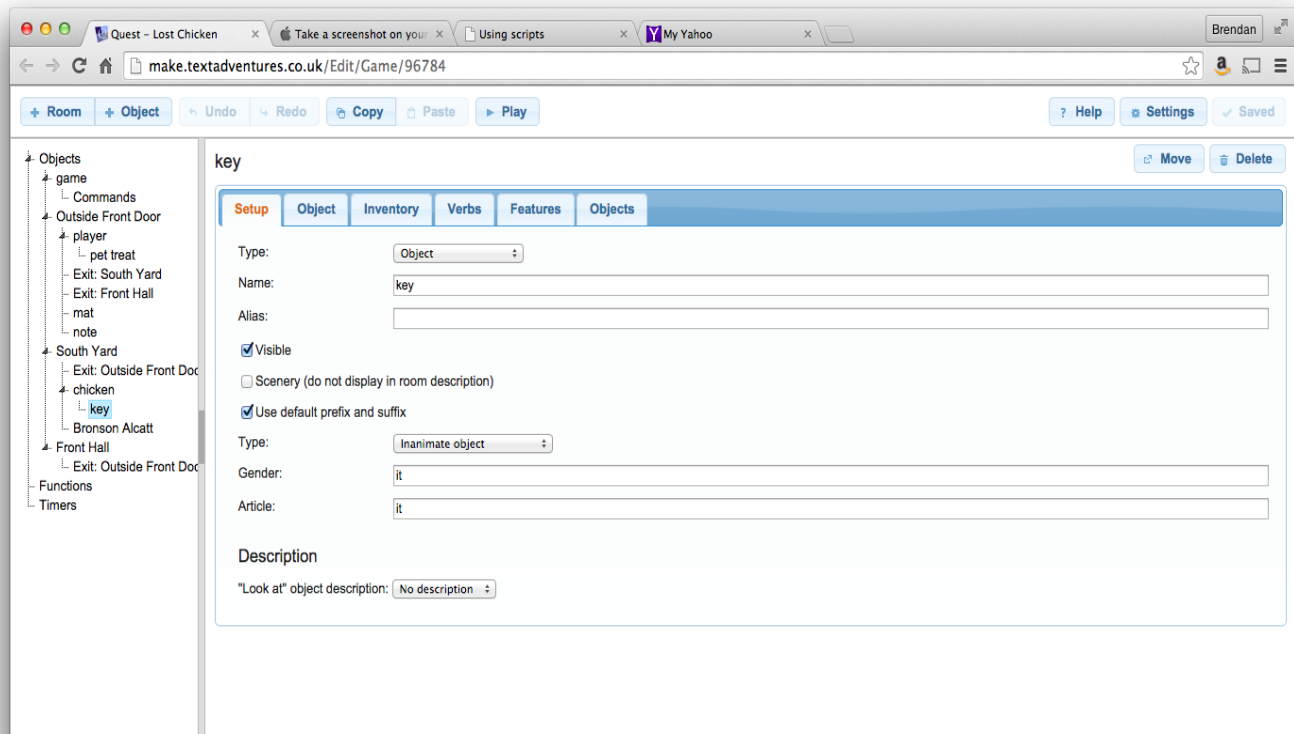 Quest – Lost Chicken
Take a screenshot on your
Using scripts
My Yahoo
Brendan
make.textadventures.co.uk/Edit/Game/96784
+ Room + Object Undo Redo Copy Paste Play ? Help Settings Saved
Objects
game
Commands
Outside Front Door
player
pet treat
Exit: South Yard
Exit: Front Hall
mat
note
South Yard
Exit: Outside Front Doo
chicken
key
Bronson Alcatt
Front Hall
Exit: Outside Front Doo
Functions
Timers
key
Move Delete
Setup Object Inventory Verbs Features Objects
Type: Object
Name: key
Alias:
Visible
Scenery (do not display in room description)
Use default prefix and suffix
Type: Inanimate object
Gender: it
Article: it
Description
"Look at" object description: No description